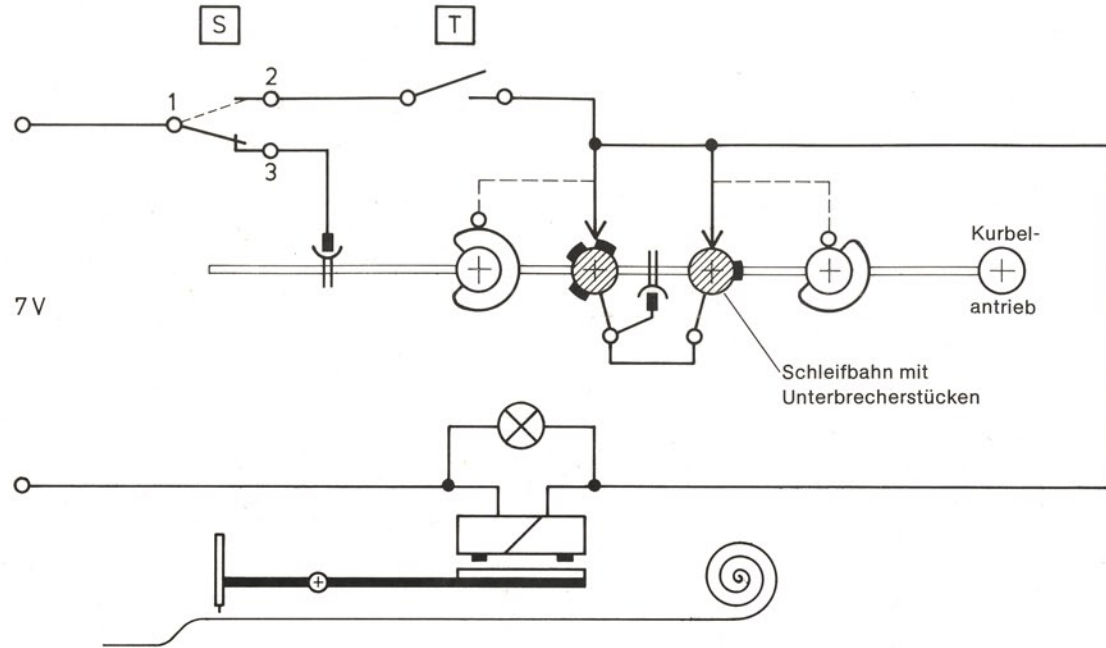 S
T
2
1
3
Kurbel-
antrieb
7 V
Schleifbahn mit
Unterbrecherstücken